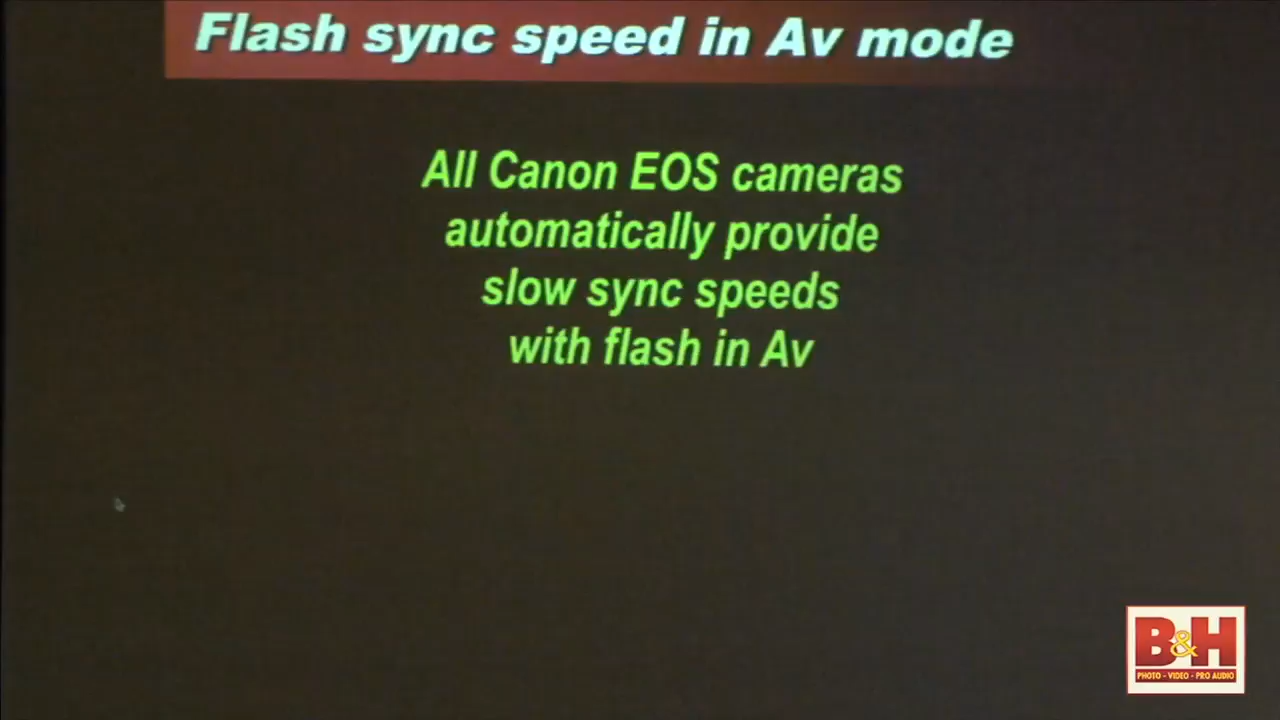 Flash sync speed in Av mode
All Canon EOS cameras
automatically provide
slow sync speeds
with flash in Av
B&H
PHOTO - VIDEO - PRO AUDIO